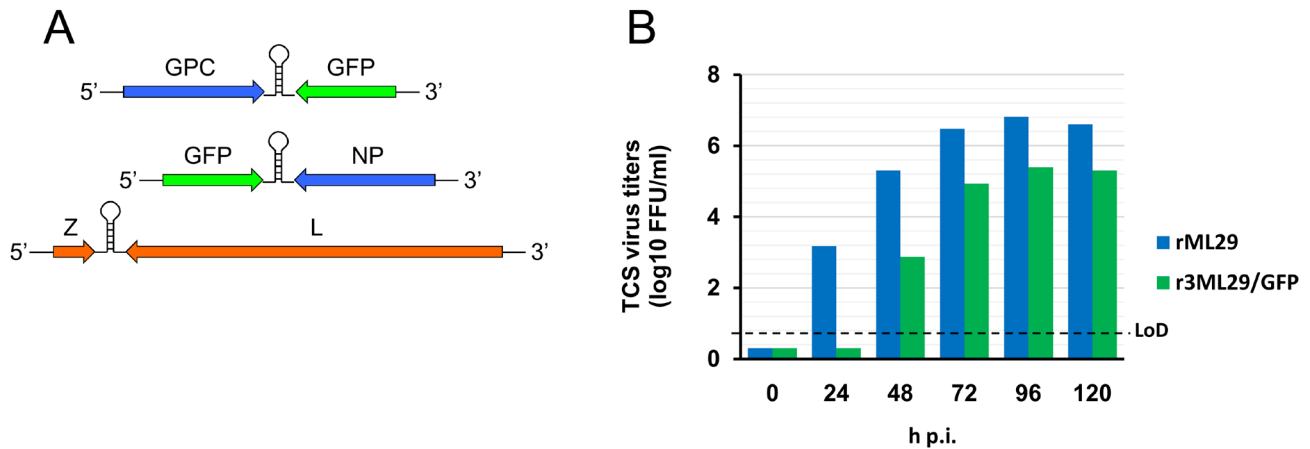 A
GPC
GFP
5’
3’
GFP
NP
5’
3’
Z
L
5’
3’
B
TCS virus titers
(log10 FFU/ml)
8
6
4
2
0
LoD
0 24 48 72 96 120
h p.i.
rML29
r3ML29/GFP